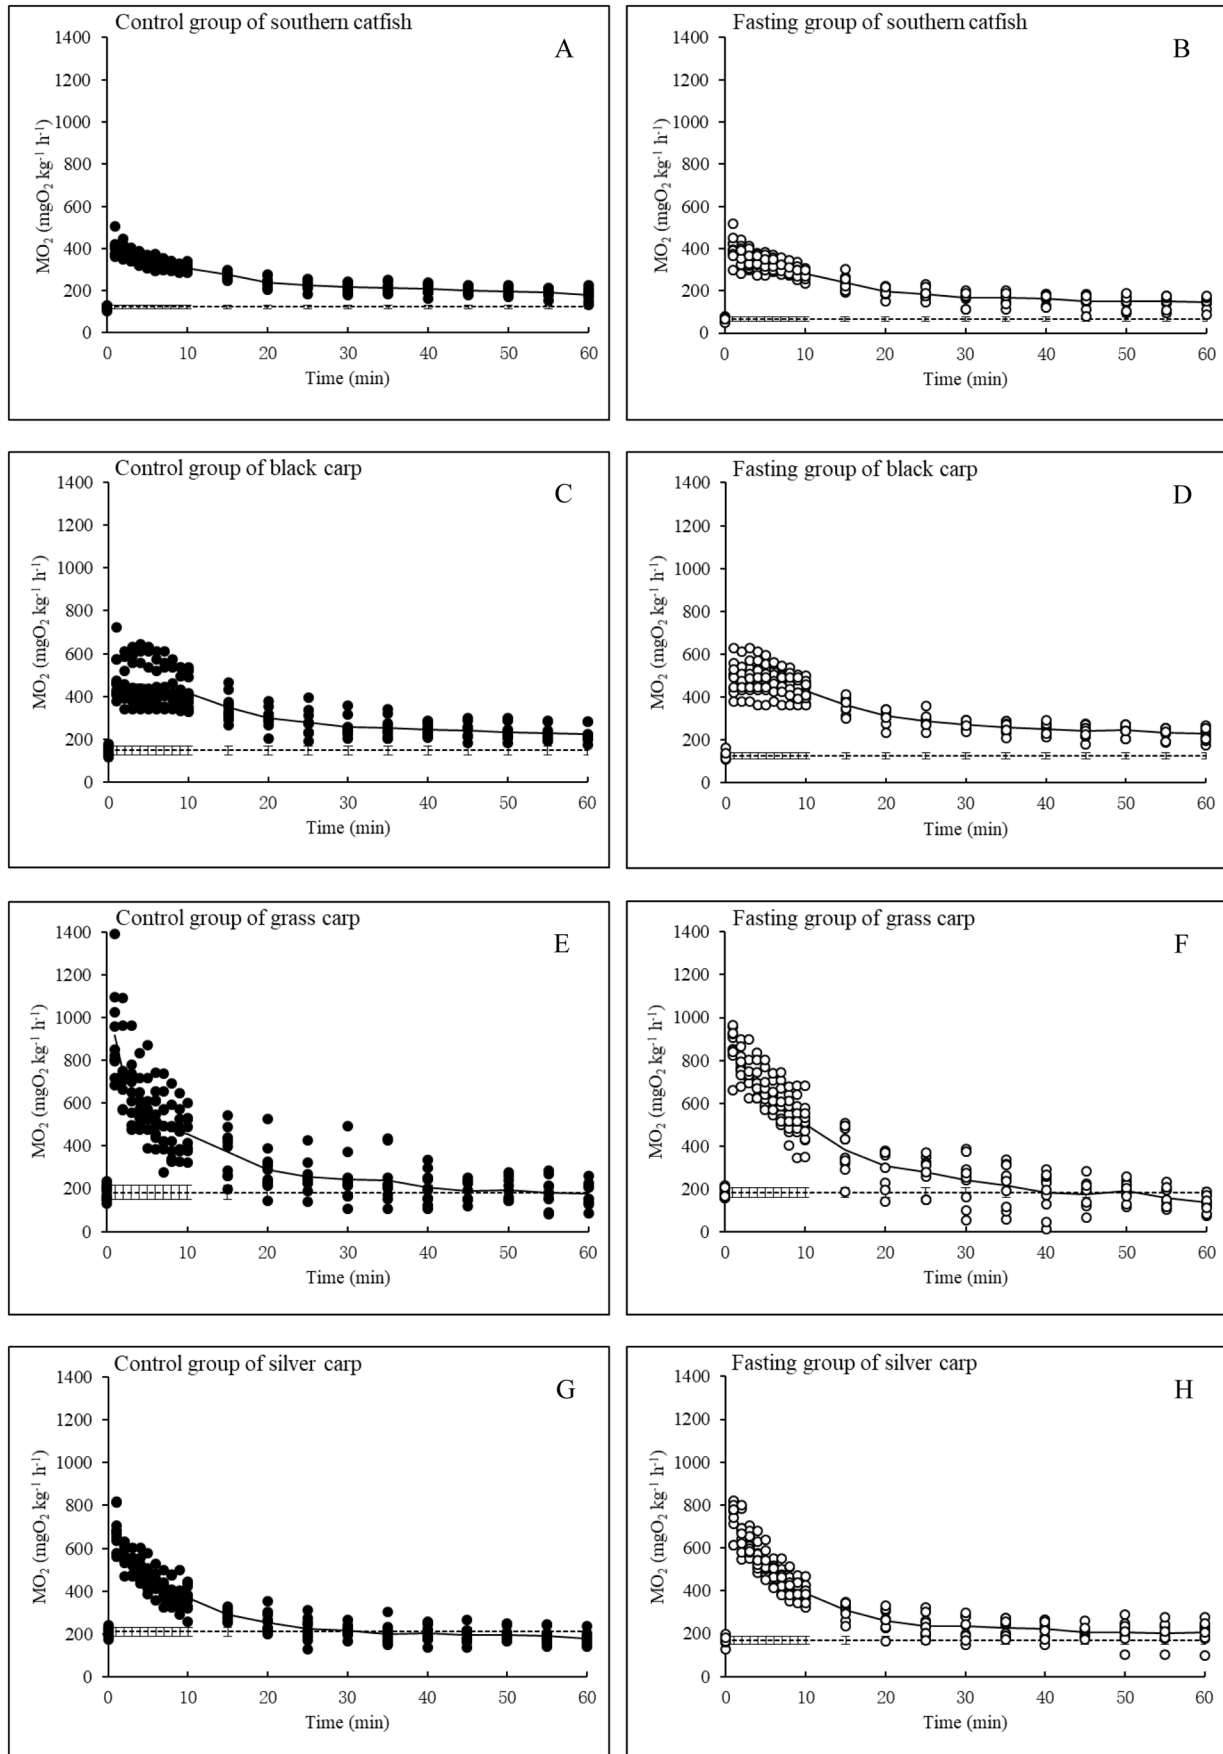 Control group of southern catfish
A
1400
1200
1000
800
600
400
200
0
MO₂ (mgO₂ kg⁻¹ h⁻¹)
0 10 20 30 40 50 60
Time (min)
Fasting group of southern catfish
B
1400
1200
1000
800
600
400
200
0
MO₂ (mgO₂ kg⁻¹ h⁻¹)
0 10 20 30 40 50 60
Time (min)
Control group of black carp
C
1400
1200
1000
800
600
400
200
0
MO₂ (mgO₂ kg⁻¹ h⁻¹)
0 10 20 30 40 50 60
Time (min)
Fasting group of black carp
D
1400
1200
1000
800
600
400
200
0
MO₂ (mgO₂ kg⁻¹ h⁻¹)
0 10 20 30 40 50 60
Time (min)
Control group of grass carp
E
1400
1200
1000
800
600
400
200
0
MO₂ (mgO₂ kg⁻¹ h⁻¹)
0 10 20 30 40 50 60
Time (min)
Fasting group of grass carp
F
1400
1200
1000
800
600
400
200
0
MO₂ (mgO₂ kg⁻¹ h⁻¹)
0 10 20 30 40 50 60
Time (min)
Control group of silver carp
G
1400
1200
1000
800
600
400
200
0
MO₂ (mgO₂ kg⁻¹ h⁻¹)
0 10 20 30 40 50 60
Time (min)
Fasting group of silver carp
H
1400
1200
1000
800
600
400
200
0
MO₂ (mgO₂ kg⁻¹ h⁻¹)
0 10 20 30 40 50 60
Time (min)